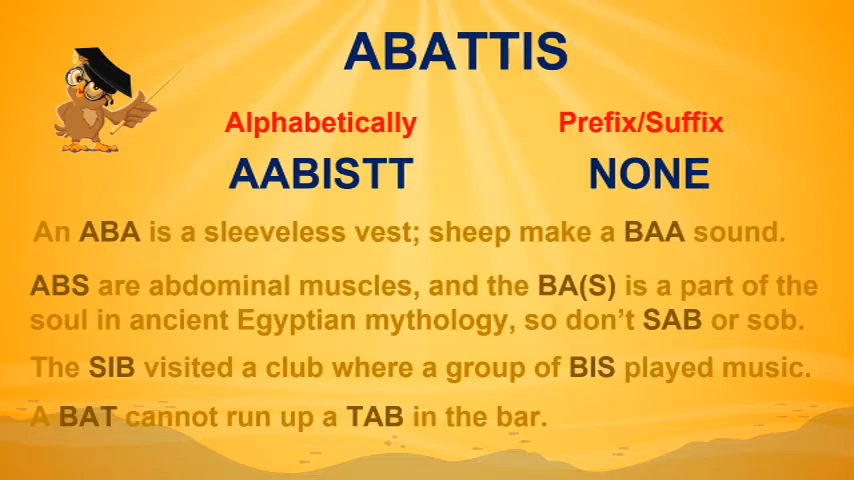 ABATTIS
Alphabetically
Prefix/Suffix
AABISTT
NONE
An ABA is a sleeveless vest; sheep make a BAA sound.
ABS are abdominal muscles, and the BA(S) is a part of the
soul in ancient Egyptian mythology, so don't SAB or sob.
The SIB visited a club where a group of BIS played music.
A BAT cannot run up a TAB in the bar.